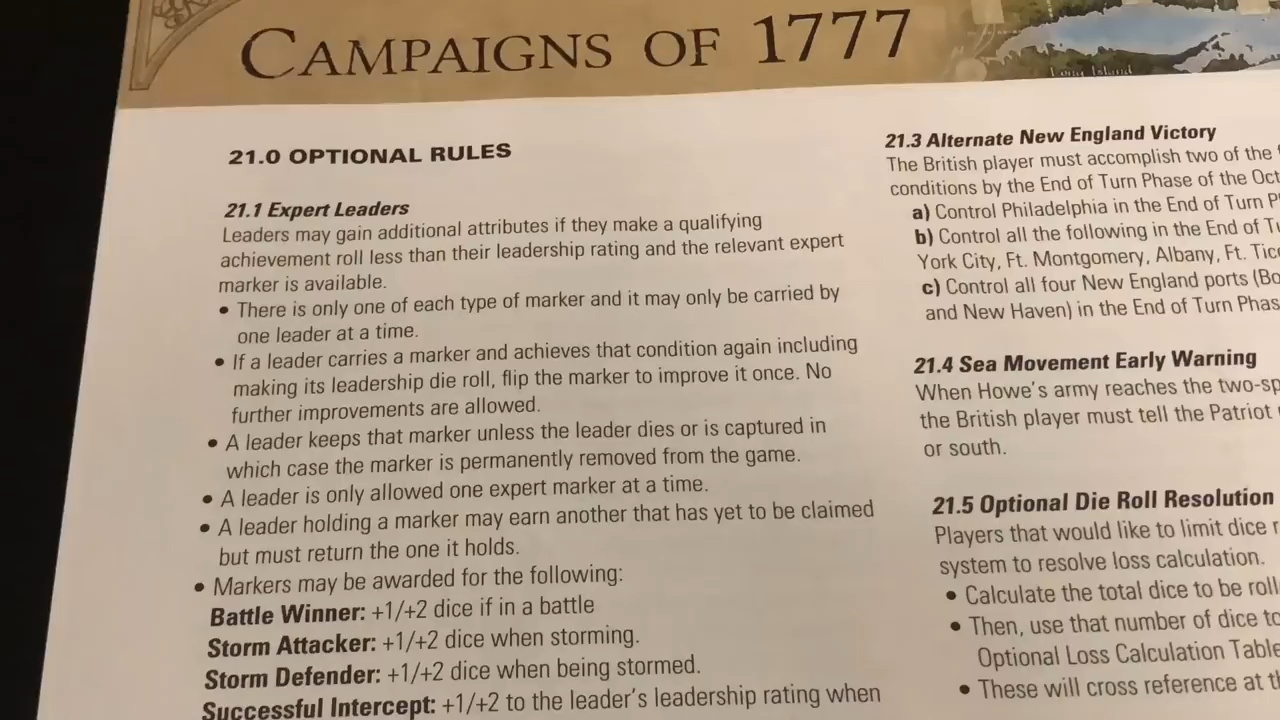 CAMPAIGNS OF 1777
Long Island
21.0 OPTIONAL RULES
21.1 Expert Leaders
Leaders may gain additional attributes if they make a qualifying
achievement roll less than their leadership rating and the relevant expert
marker is available.
• There is only one of each type of marker and it may only be carried by
one leader at a time.
• If a leader carries a marker and achieves that condition again including
making its leadership die roll, flip the marker to improve it once. No
further improvements are allowed.
• A leader keeps that marker unless the leader dies or is captured in
which case the marker is permanently removed from the game.
• A leader is only allowed one expert marker at a time.
• A leader holding a marker may earn another that has yet to be claimed
but must return the one it holds.
• Markers may be awarded for the following:
Battle Winner: +1/+2 dice if in a battle
Storm Attacker: +1/+2 dice when storming.
Storm Defender: +1/+2 dice when being stormed.
Successful Intercept: +1/+2 to the leader's leadership rating when
21.3 Alternate New England Victory
The British player must accomplish two of the
conditions by the End of Turn Phase of the Oct
a) Control Philadelphia in the End of Turn P
b) Control all the following in the End of
York City, Ft. Montgomery, Albany, Ft. Tic
c) Control all four New England ports (Bo
and New Haven) in the End of Turn Phas
21.4 Sea Movement Early Warning
When Howe's army reaches the two-sp
the British player must tell the Patriot
or south.
21.5 Optional Die Roll Resolution
Players that would like to limit dice
system to resolve loss calculation.
• Calculate the total dice to be roll
• Then, use that number of dice to
Optional Loss Calculation Table
• These will cross reference at th